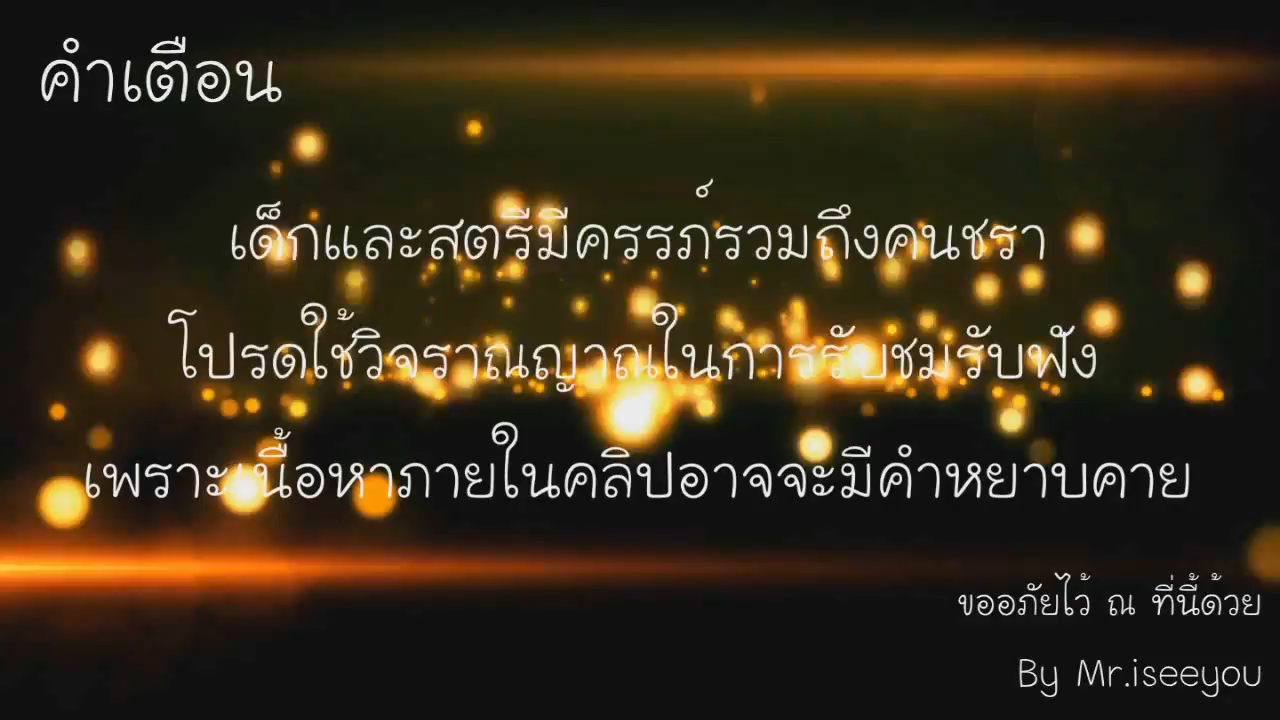 คำเตือน
เด็กและสตรีมีครรภ์รวมถึงคนชรา
โปรดใช้วิจราณญาณในการรับชมรับฟัง
เพราะเนื้อหาภายในคลิปอาจจะมีคำหยาบคาย
ขออภัยไว้ ณ ที่นี้ด้วย
By Mr.iseeyou